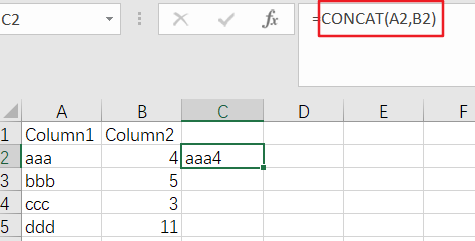 C2 fx =CONCAT(A2,B2)
A B C D E F
1 Column1 Column2
2 aaa 4 aaa4
3 bbb 5
4 ccc 3
5 ddd 11